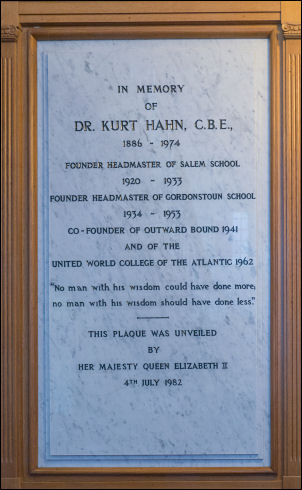 IN MEMORY
OF
DR. KURT HAHN, C.B.E.,
1886 - 1974
FOUNDER HEADMASTER OF SALEM SCHOOL
1920 - 1933
FOUNDER HEADMASTER OF GORDONSTOUN SCHOOL
1934 - 1953
CO-FOUNDER OF OUTWARD BOUND 1941
AND OF THE
UNITED WORLD COLLEGE OF THE ATLANTIC 1962
"No man with his wisdom could have done more,
no man with his wisdom should have done less."
THIS PLAQUE WAS UNVEILED
BY
HER MAJESTY QUEEN ELIZABETH II
4TH JULY 1982